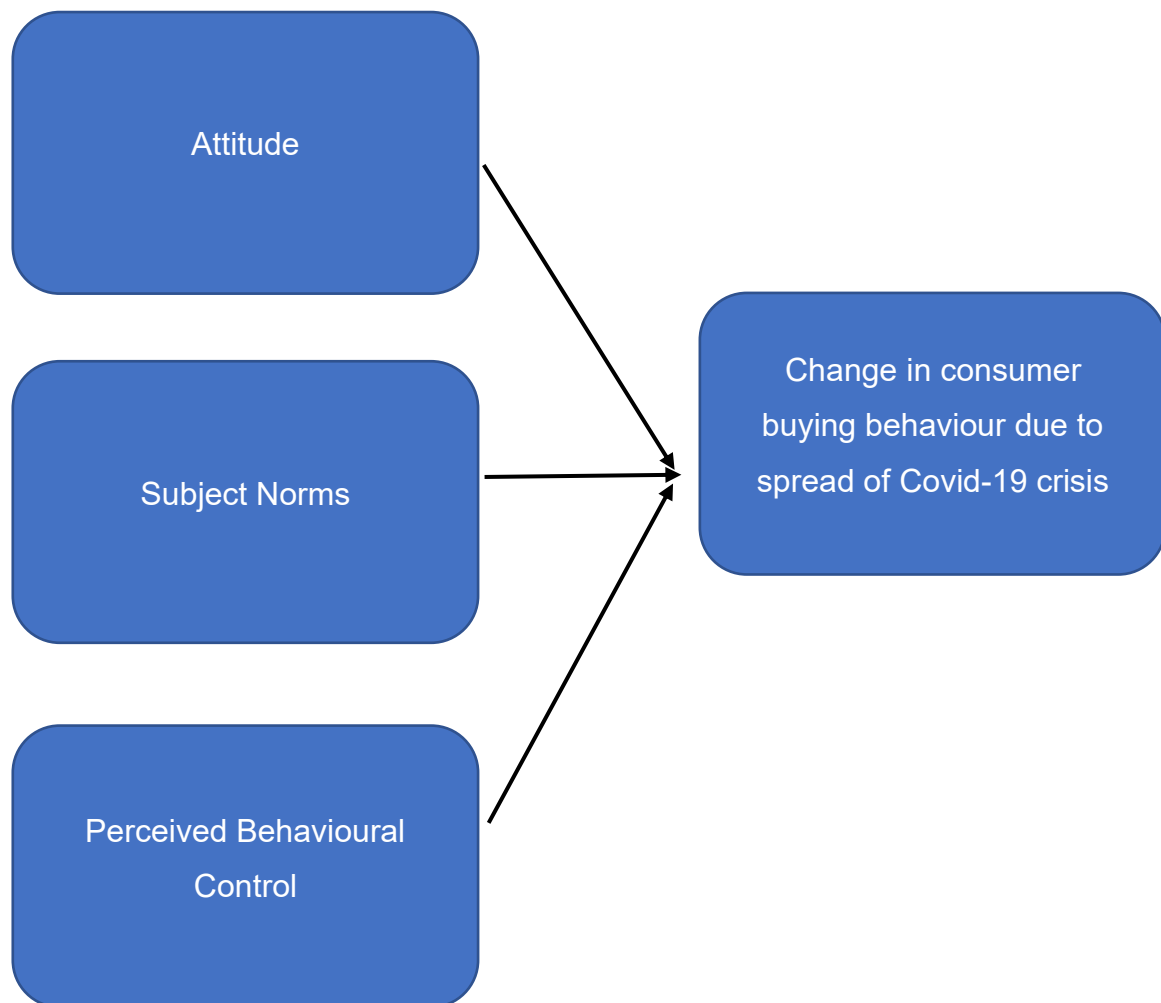 Attitude
Subject Norms
Perceived Behavioural
Control
Change in consumer
buying behaviour due to
spread of Covid-19 crisis